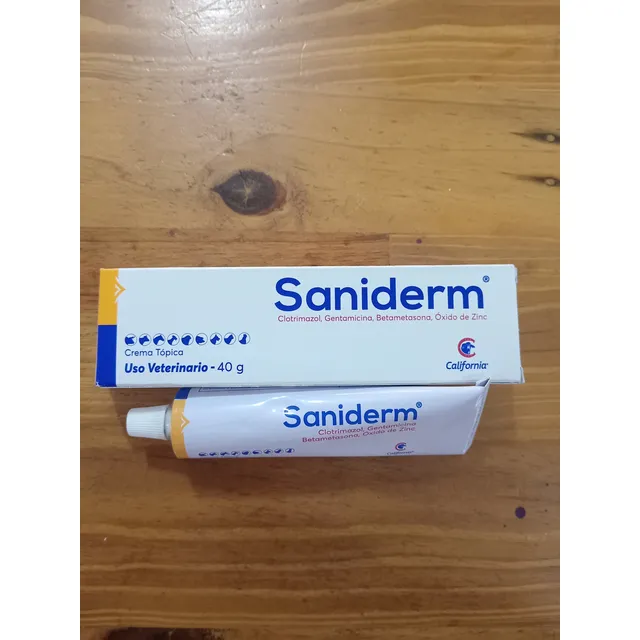 Saniderm®
Clotrimazol, Gentamicina, Betametasona, Óxido de Zinc
Crema Tópica
Uso Veterinario - 40 g
California
Saniderm®
Clotrimazol, Gentamicina
Betametasona, Óxido de Zinc
California